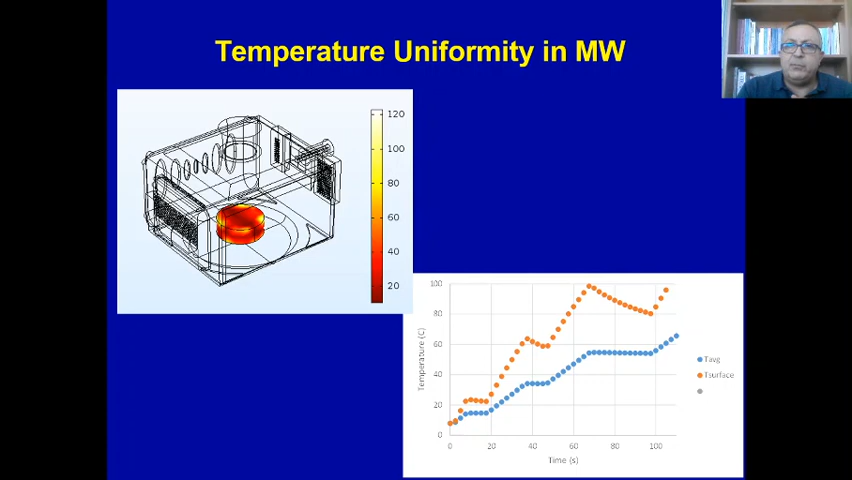 Temperature Uniformity in MW
120
100
80
60
40
20
100
80
60
40
20
0
Temperature (C)
0 20 40 60 80 100
Time (s)
Tavg
Tsurface